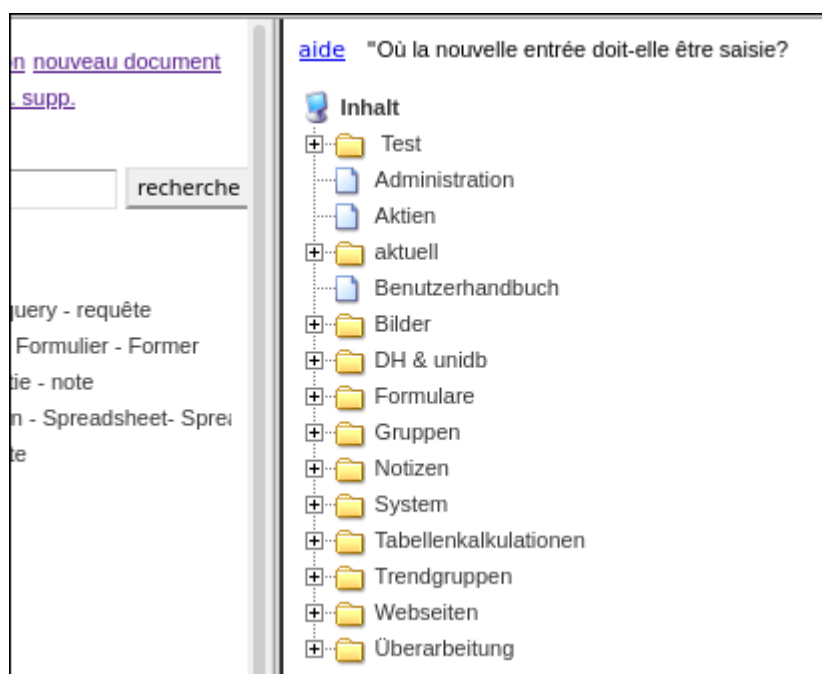 nouveau document
supp.
recherche
- requête
Formulier - Former
- note
- Spreadsheet-
aide "Où la nouvelle entrée doit-elle être saisie?
Inhalt
Test
Administration
Aktien
aktuell
Benutzerhandbuch
Bilder
DH & unidb
Formulare
Gruppen
Notizen
System
Tabellenkalkulationen
Trendgruppen
Webseiten
Überarbeitung